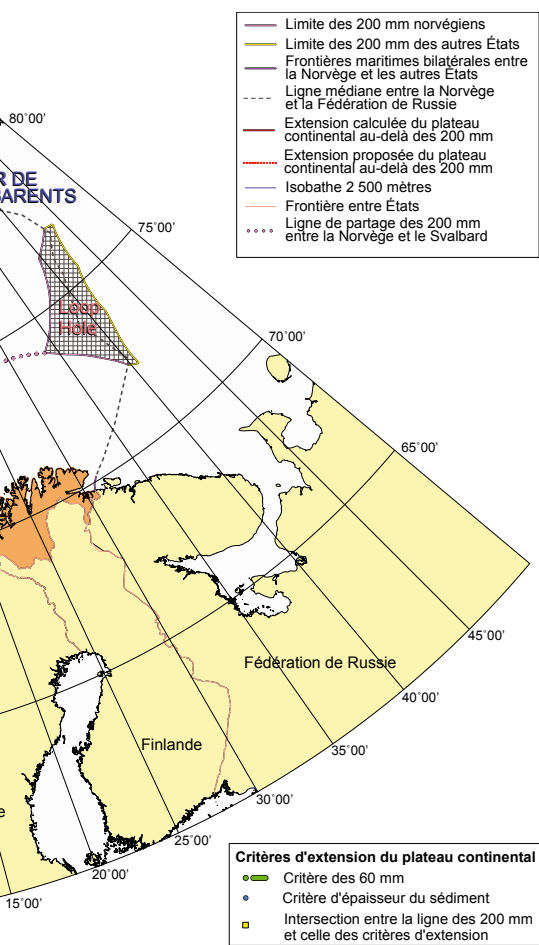 Limite des 200 mm norvégiens
Limite des 200 mm des autres États
Frontières maritimes bilatérales entre
la Norvège et les autres États
Ligne médiane entre la Norvège
et la Fédération de Russie
Extension calculée du plateau
continental au-delà des 200 mm
Extension proposée du plateau
continental au-delà des 200 mm
Isobathe 2 500 mètres
Frontière entre États
Ligne de partage des 200 mm
entre la Norvège et le Svalbard
80°00'
R DE
BARENTS
75°00'
Loop
Hole
70°00'
65°00'
45°00'
Fédération de Russie
40°00'
Finlande
35°00'
30°00'
e
25°00'
20°00'
15°00'
Critères d'extension du plateau continental
Critère des 60 mm
Critère d'épaisseur du sédiment
Intersection entre la ligne des 200 mm
et celle des critères d'extension